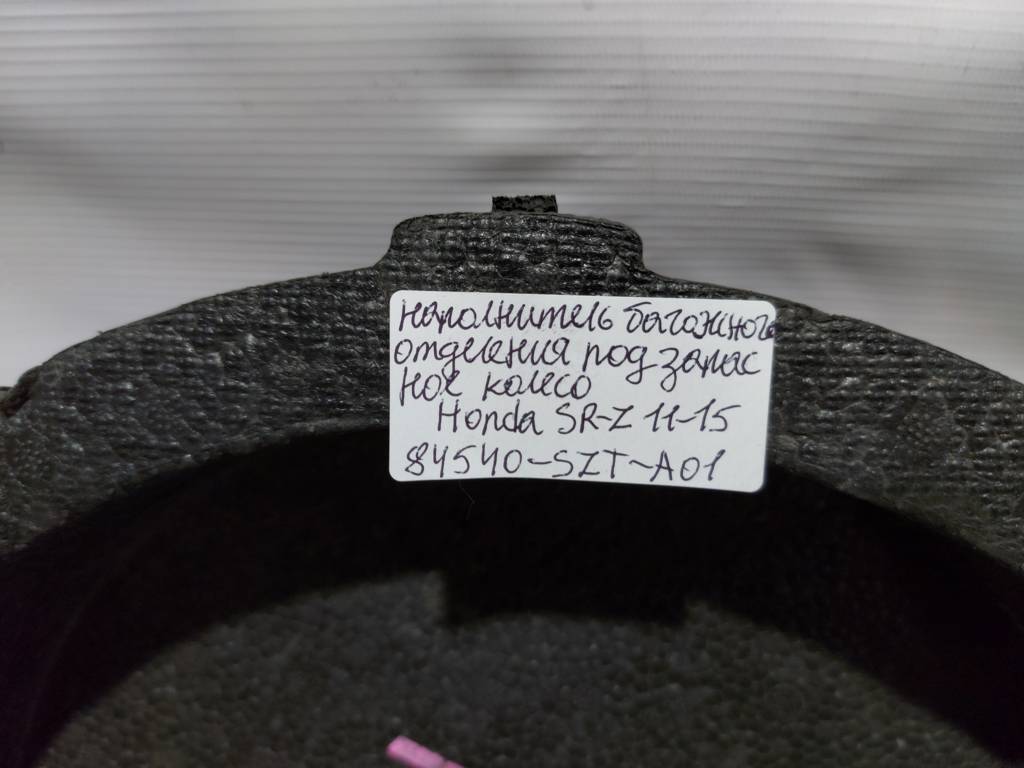 наполнитель багажного
отделения под запас
ное колесо
Honda SR-Z 11-15
84540-SZT-A01